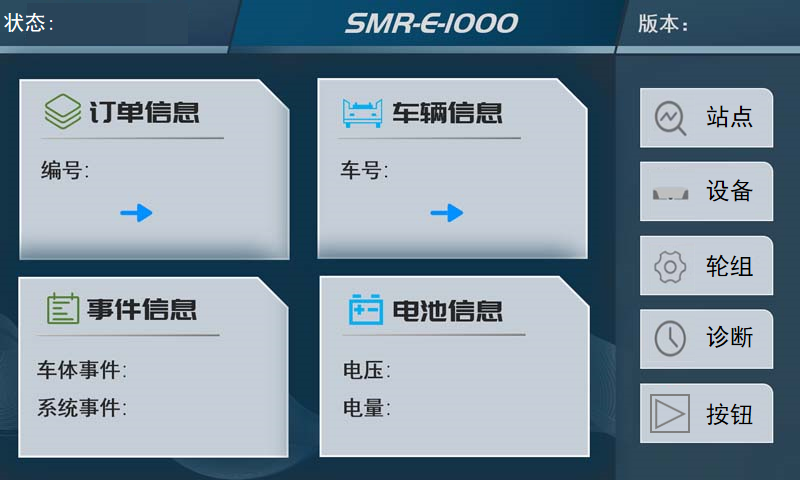 状态:
SMR-E-1000
版本：
订单信息
编号:
车辆信息
车号:
事件信息
车体事件:
系统事件:
电池信息
电压:
电量:
站点
设备
轮组
诊断
按钮